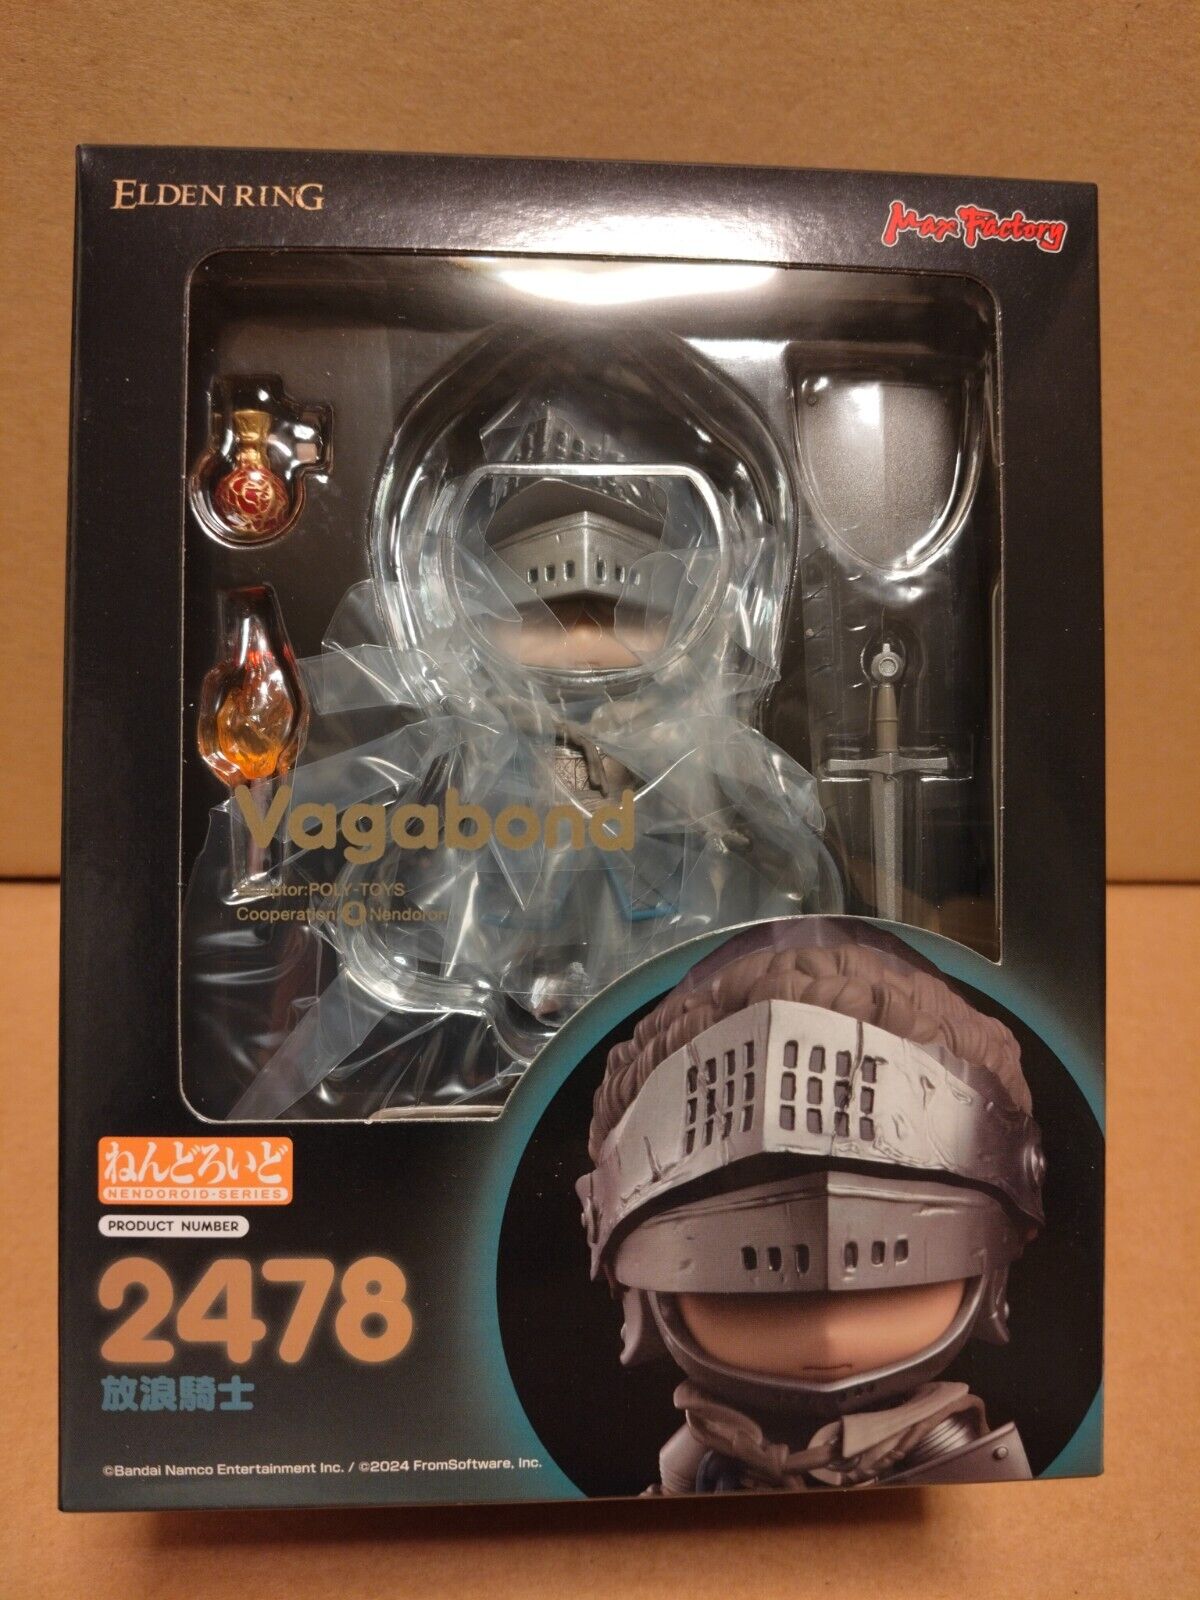 ELDEN RING
Max Factory
Vagabond
Sculptor:POLY-TOYS
Cooperation: Nendoron
ねんどろいど
NENDOROID-SERIES
PRODUCT NUMBER
2478
放浪騎士
©Bandai Namco Entertainment Inc. / ©2024 FromSoftware, Inc.